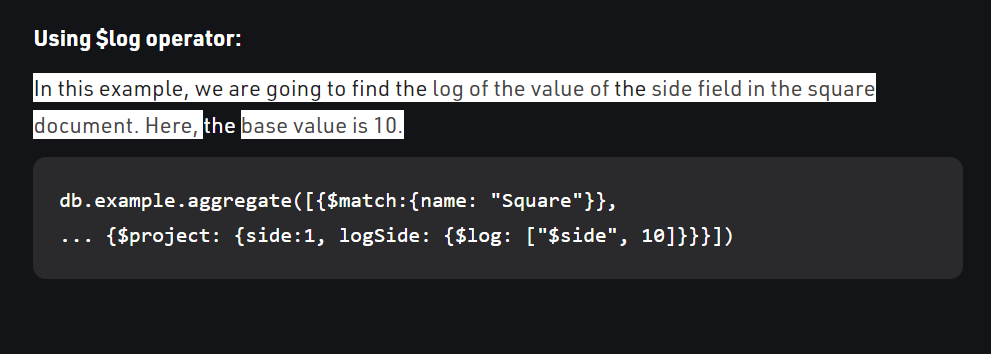 Using $log operator:
In this example, we are going to find the log of the value of the side field in the square
document. Here, the base value is 10.
db.example.aggregate([{$match:{name: "Square"}},
... {$project: {side:1, logSide: {$log: ["$side", 10]}}}])